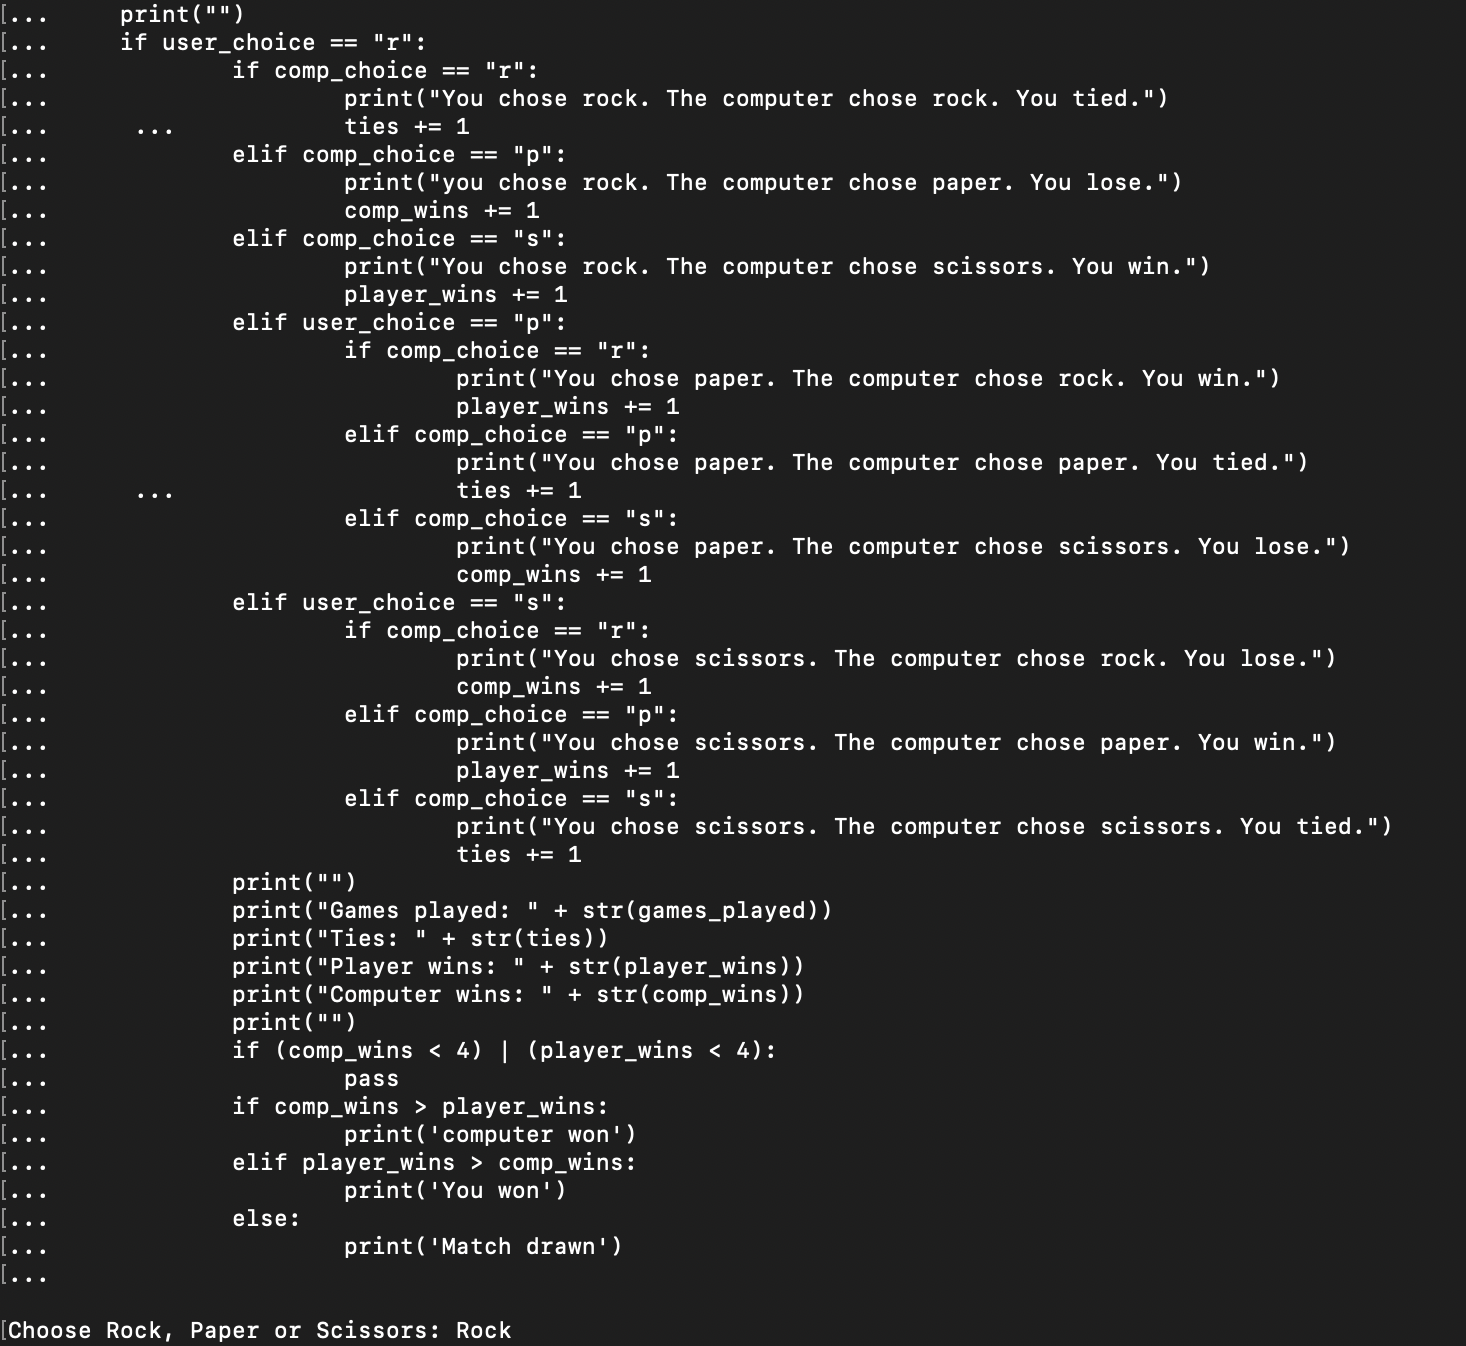 [...     print("")
[...     if user_choice == "r":
[...             if comp_choice == "r":
[...                     print("You chose rock. The computer chose rock. You tied.")
[...      ...            ties += 1
[...             elif comp_choice == "p":
[...                     print("you chose rock. The computer chose paper. You lose.")
[...                     comp_wins += 1
[...             elif comp_choice == "s":
[...                     print("You chose rock. The computer chose scissors. You win.")
[...                     player_wins += 1
[...             elif user_choice == "p":
[...                     if comp_choice == "r":
[...                             print("You chose paper. The computer chose rock. You win.")
[...                             player_wins += 1
[...                     elif comp_choice == "p":
[...                             print("You chose paper. The computer chose paper. You tied.")
[...      ...                    ties += 1
[...                     elif comp_choice == "s":
[...                             print("You chose paper. The computer chose scissors. You lose.")
[...                             comp_wins += 1
[...             elif user_choice == "s":
[...                     if comp_choice == "r":
[...                             print("You chose scissors. The computer chose rock. You lose.")
[...                             comp_wins += 1
[...                     elif comp_choice == "p":
[...                             print("You chose scissors. The computer chose paper. You win.")
[...                             player_wins += 1
[...                     elif comp_choice == "s":
[...                             print("You chose scissors. The computer chose scissors. You tied.")
[...                             ties += 1
[...             print("")
[...             print("Games played: " + str(games_played))
[...             print("Ties: " + str(ties))
[...             print("Player wins: " + str(player_wins))
[...             print("Computer wins: " + str(comp_wins))
[...             print("")
[...             if (comp_wins < 4) | (player_wins < 4):
[...                     pass
[...             if comp_wins > player_wins:
[...                     print('computer won')
[...             elif player_wins > comp_wins:
[...                     print('You won')
[...             else:
[...                     print('Match drawn')
[...
[Choose Rock, Paper or Scissors: Rock